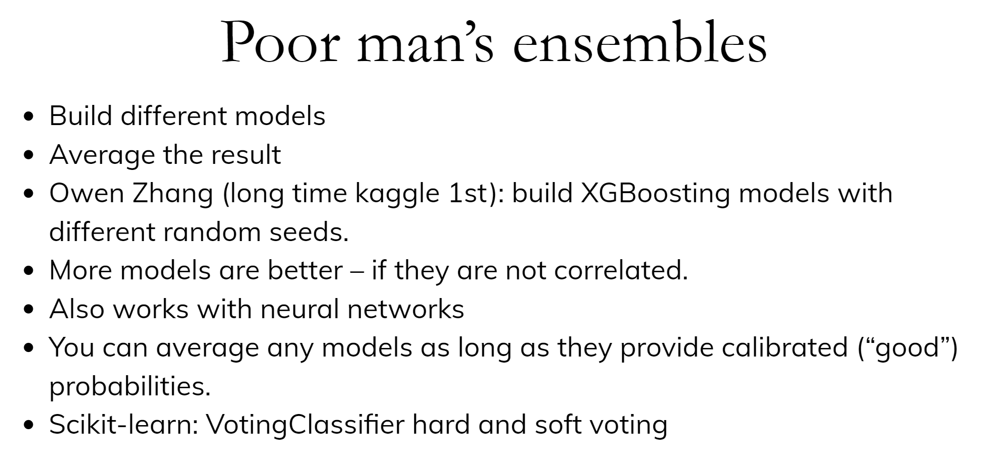 Poor man’s ensembles
• Build different models
• Average the result
• Owen Zhang (long time kaggle 1st): build XGBoosting models with
different random seeds.
• More models are better – if they are not correlated.
• Also works with neural networks
• You can average any models as long as they provide calibrated (“good”)
probabilities.
• Scikit-learn: VotingClassifier hard and soft voting